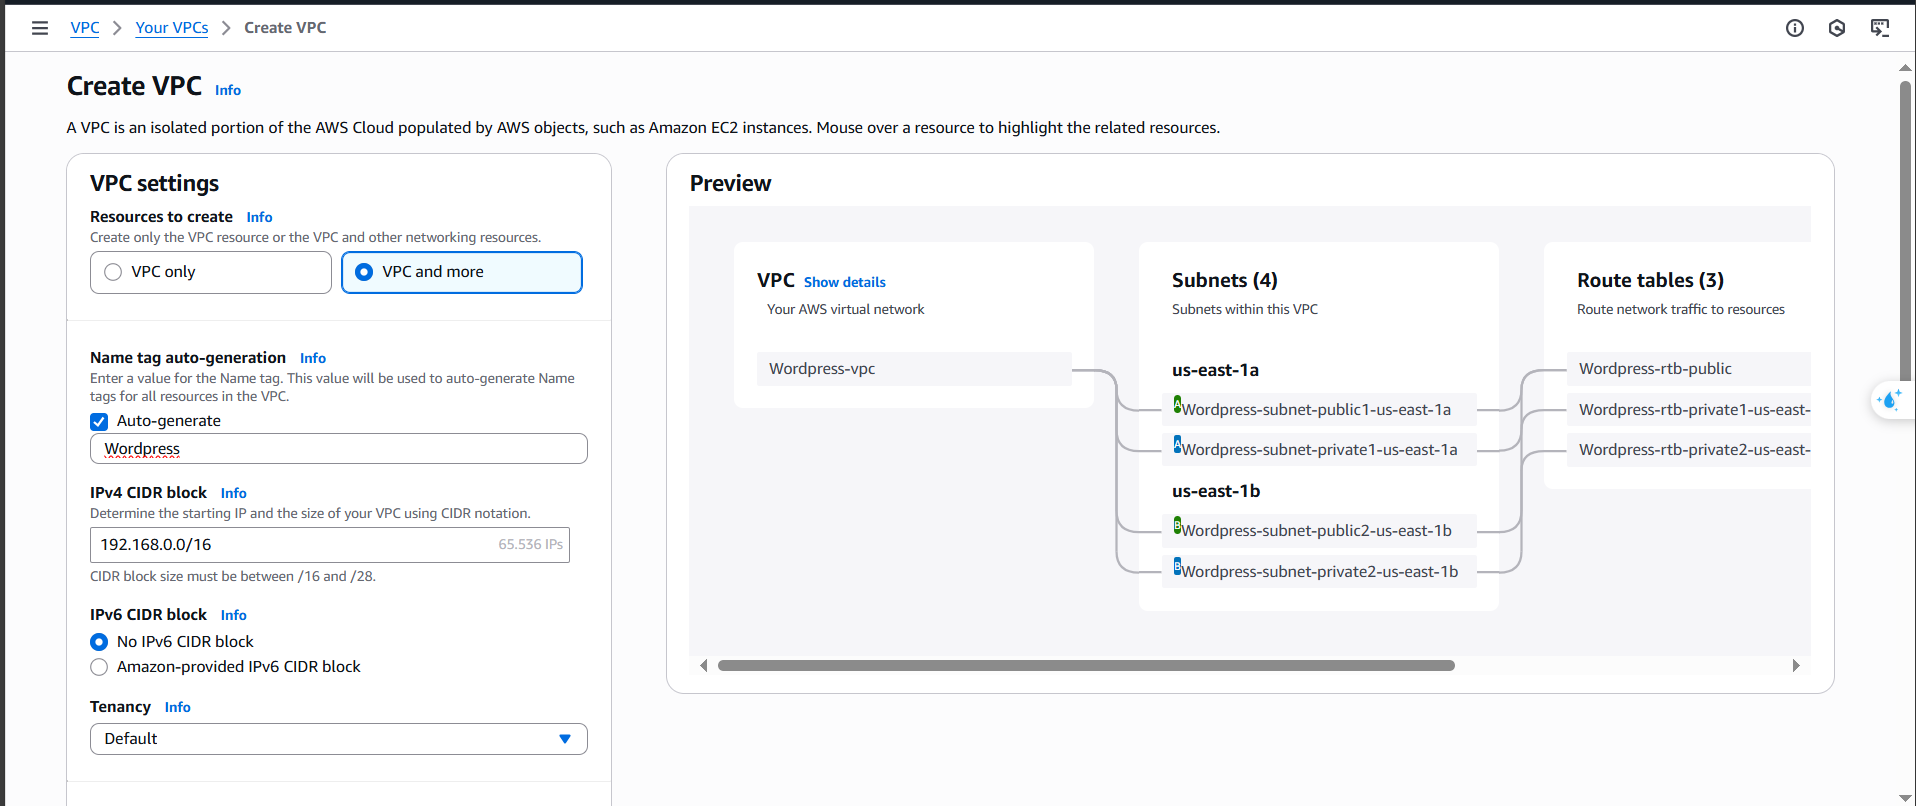 VPC > Your VPCs > Create VPC
Create VPC Info
A VPC is an isolated portion of the AWS Cloud populated by AWS objects, such as Amazon EC2 instances. Mouse over a resource to highlight the related resources.
VPC settings
Resources to create Info
Create only the VPC resource or the VPC and other networking resources.
VPC only
VPC and more
Name tag auto-generation Info
Enter a value for the Name tag. This value will be used to auto-generate Name
tags for all resources in the VPC.
Auto-generate
Wordpress
IPv4 CIDR block Info
Determine the starting IP and the size of your VPC using CIDR notation.
192.168.0.0/16 65.536 IPs
CIDR block size must be between /16 and /28.
IPv6 CIDR block Info
No IPv6 CIDR block
Amazon-provided IPv6 CIDR block
Tenancy Info
Default
Preview
VPC Show details
Your AWS virtual network
Wordpress-vpc
Subnets (4)
Subnets within this VPC
us-east-1a
A Wordpress-subnet-public1-us-east-1a
A Wordpress-subnet-private1-us-east-1a
us-east-1b
B Wordpress-subnet-public2-us-east-1b
B Wordpress-subnet-private2-us-east-1b
Route tables (3)
Route network traffic to resources
Wordpress-rtb-public
Wordpress-rtb-private1-us-east-
Wordpress-rtb-private2-us-east-